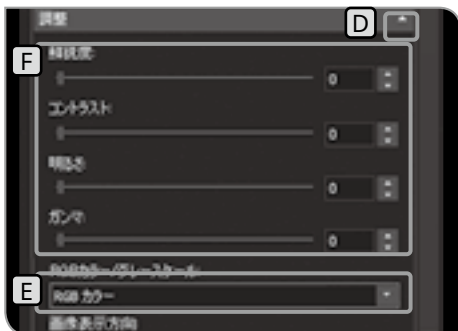 調整 D
F
鮮鋭度:
0
コントラスト:
0
明るさ:
0
ガンマ:
0
RGBカラー/グレースケール:
E
RGB カラー
画像表示方向